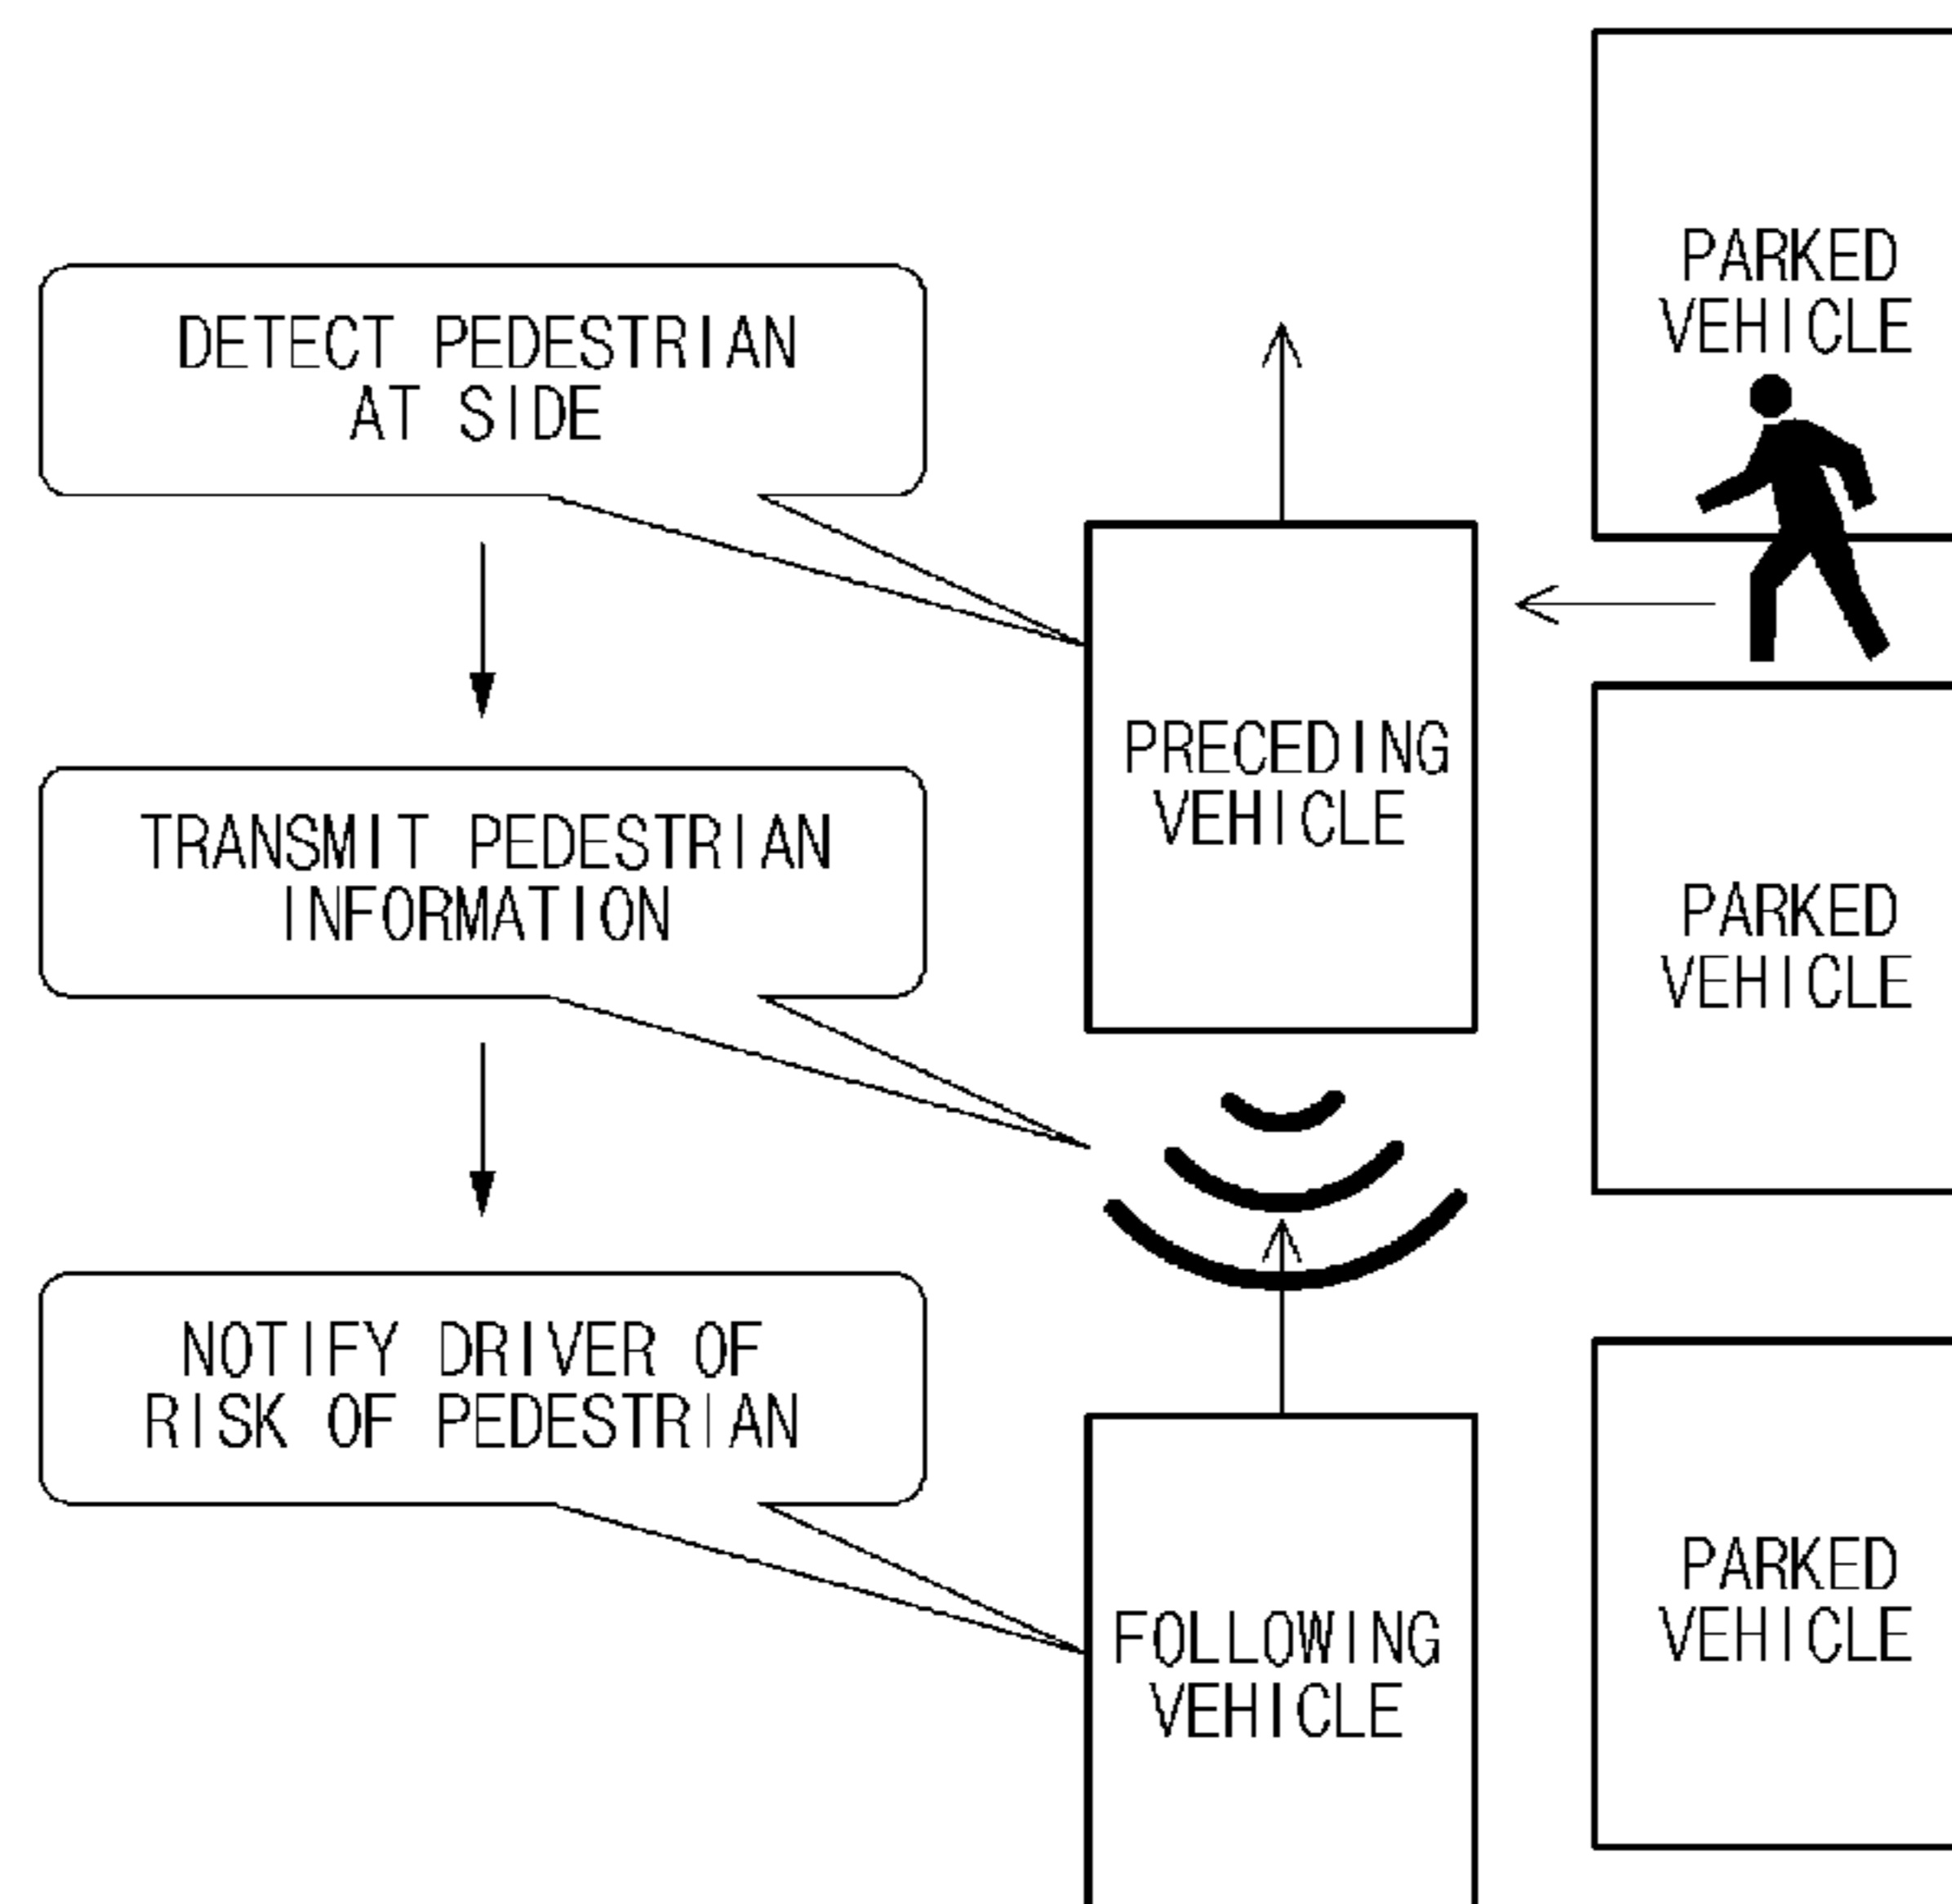 DETECT PEDESTRIAN
AT SIDE
TRANSMIT PEDESTRIAN
INFORMATION
NOTIFY DRIVER OF
RISK OF PEDESTRIAN
PRECEDING
VEHICLE
FOLLOWING
VEHICLE
PARKED
VEHICLE
PARKED
VEHICLE
PARKED
VEHICLE